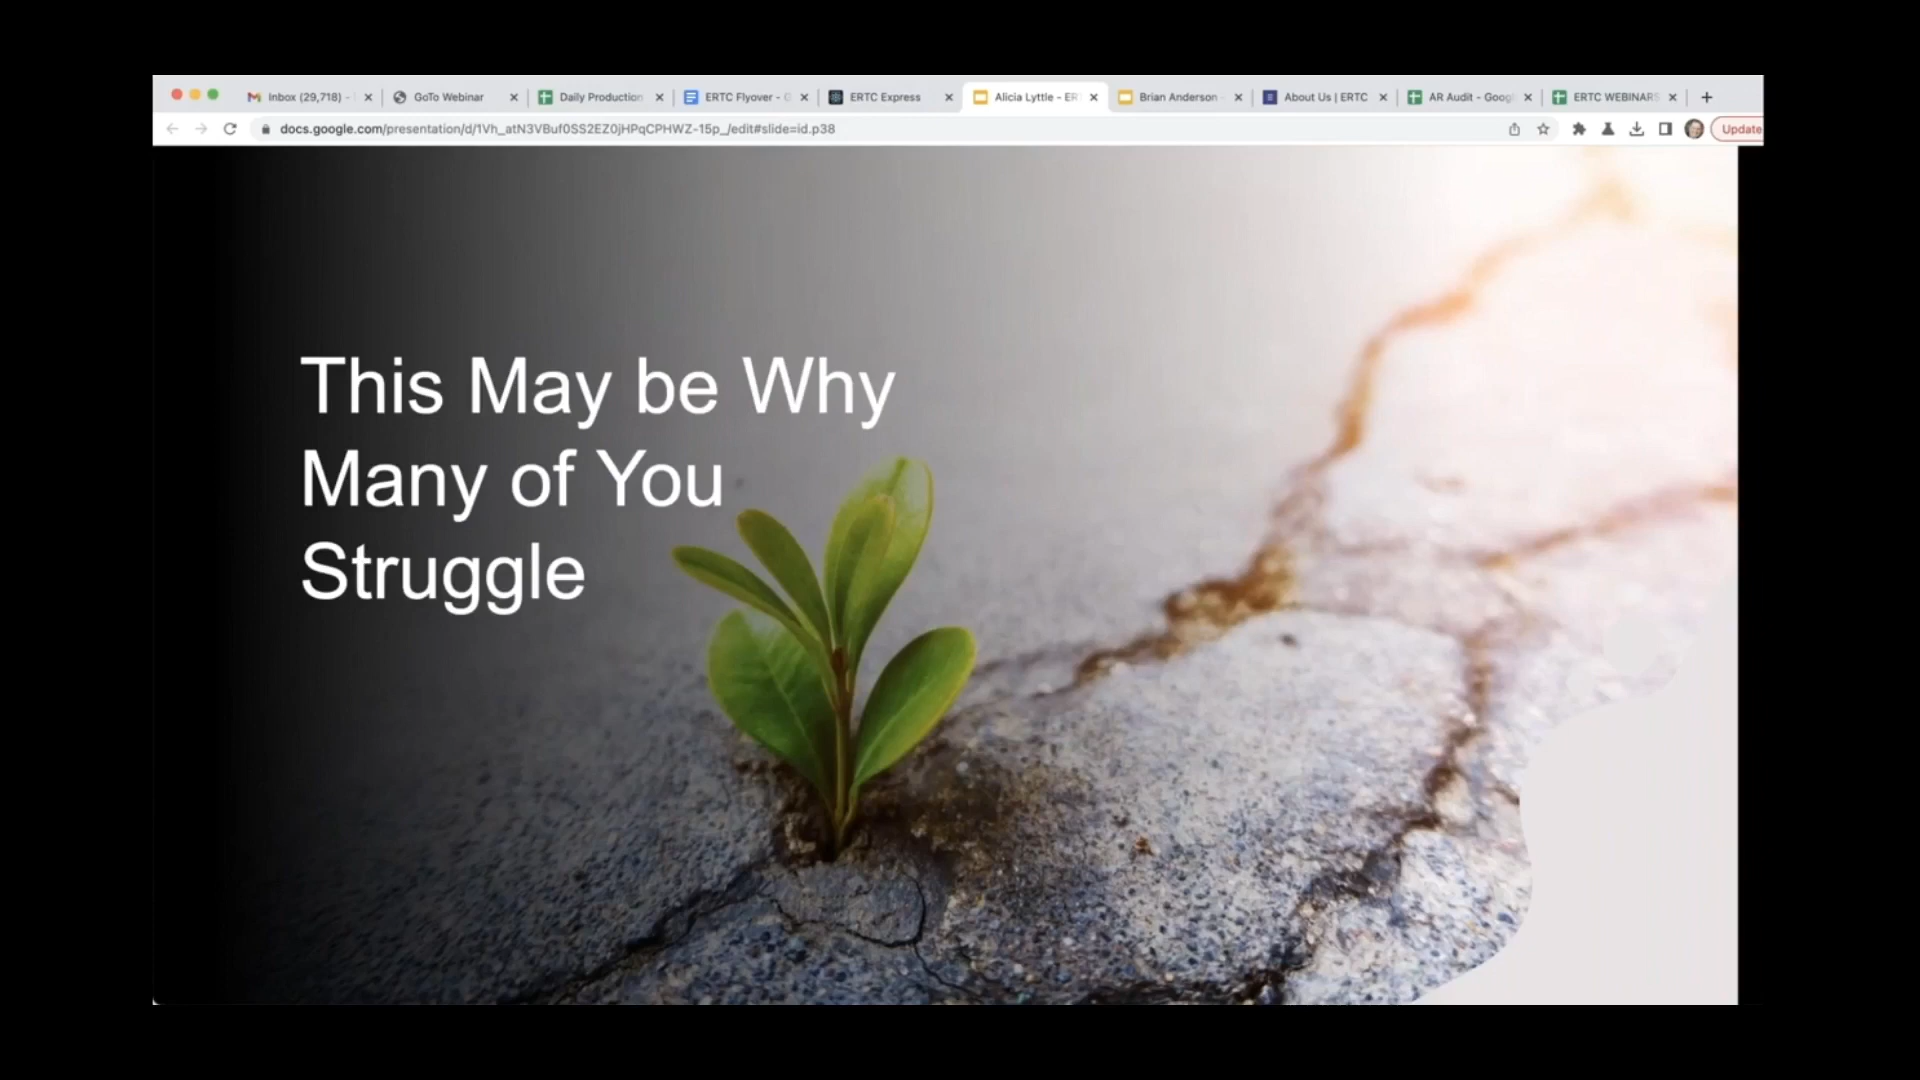 Inbox (29,718) -
GoTo Webinar
Daily Production
ERTC Flyover - G
ERTC Express
Alicia Lyttle - ER
Brian Anderson -
About Us | ERTC
AR Audit - Googl
ERTC WEBINARS
docs.google.com/presentation/d/1Vh_atN3VBuf0SS2EZ0jHPqCPHWZ-15p_/edit#slide=id.p38
Update
This May be Why
Many of You
Struggle